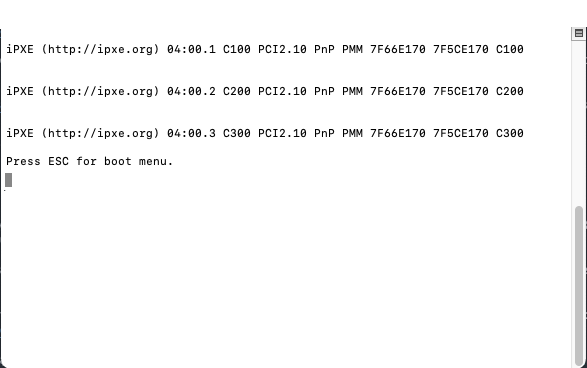 iPXE (http://ipxe.org) 04:00.1 C100 PCI2.10 PnP PMM 7F66E170 7F5CE170 C100
iPXE (http://ipxe.org) 04:00.2 C200 PCI2.10 PnP PMM 7F66E170 7F5CE170 C200
iPXE (http://ipxe.org) 04:00.3 C300 PCI2.10 PnP PMM 7F66E170 7F5CE170 C300
Press ESC for boot menu.